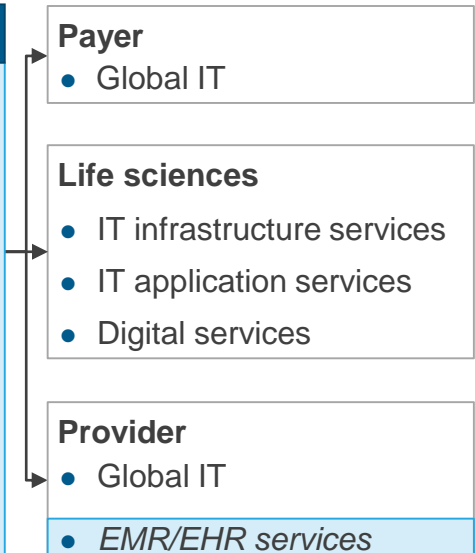 Payer
● Global IT
Life sciences
● IT infrastructure services
● IT application services
● Digital services
Provider
● Global IT
● EMR/EHR services